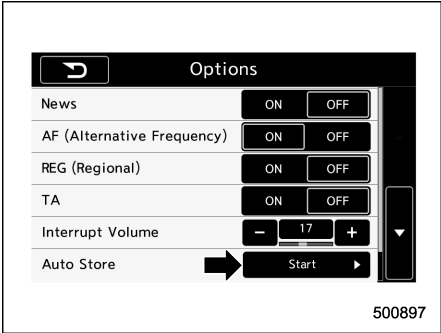 Options
News ON OFF
AF (Alternative Frequency) ON OFF
REG (Regional) ON OFF
TA ON OFF
Interrupt Volume − 17 +
Auto Store Start
500897